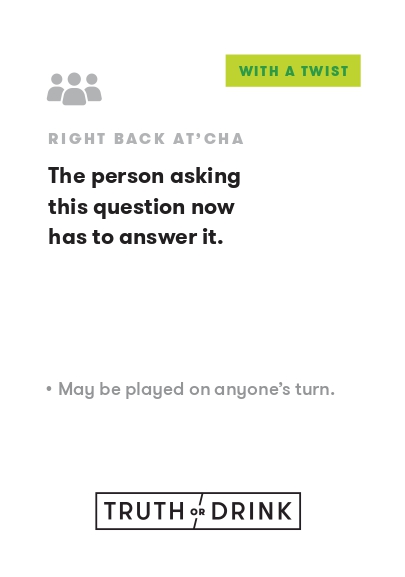 WITH A TWIST
RIGHT BACK AT'CHA
The person asking
this question now
has to answer it.
• May be played on anyone's turn.
TRUTH OR DRINK